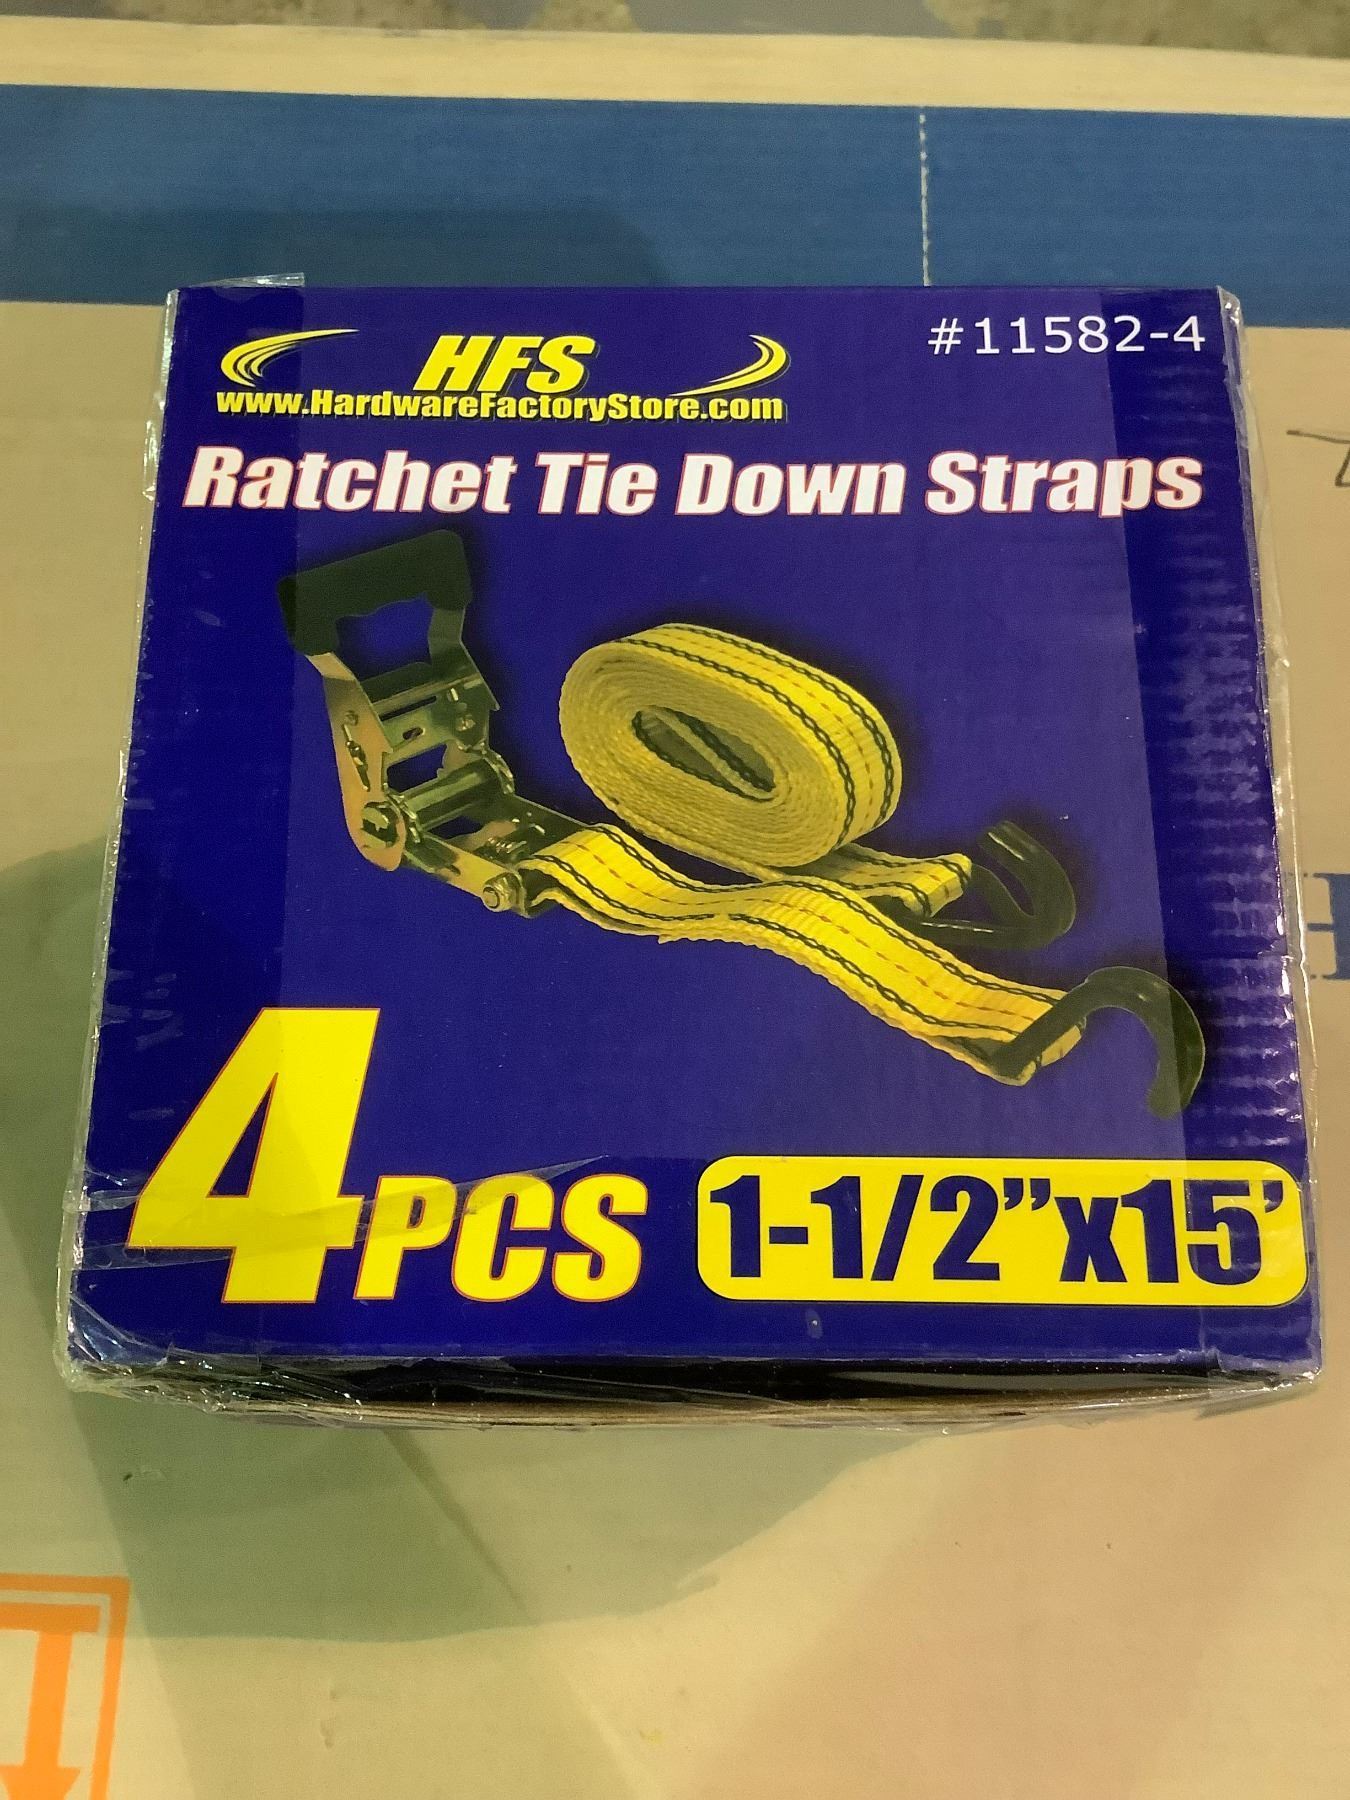 HFS
#11582-4
www.HardwareFactoryStore.com
Ratchet Tie Down Straps
4PCS
1-1/2”x15'